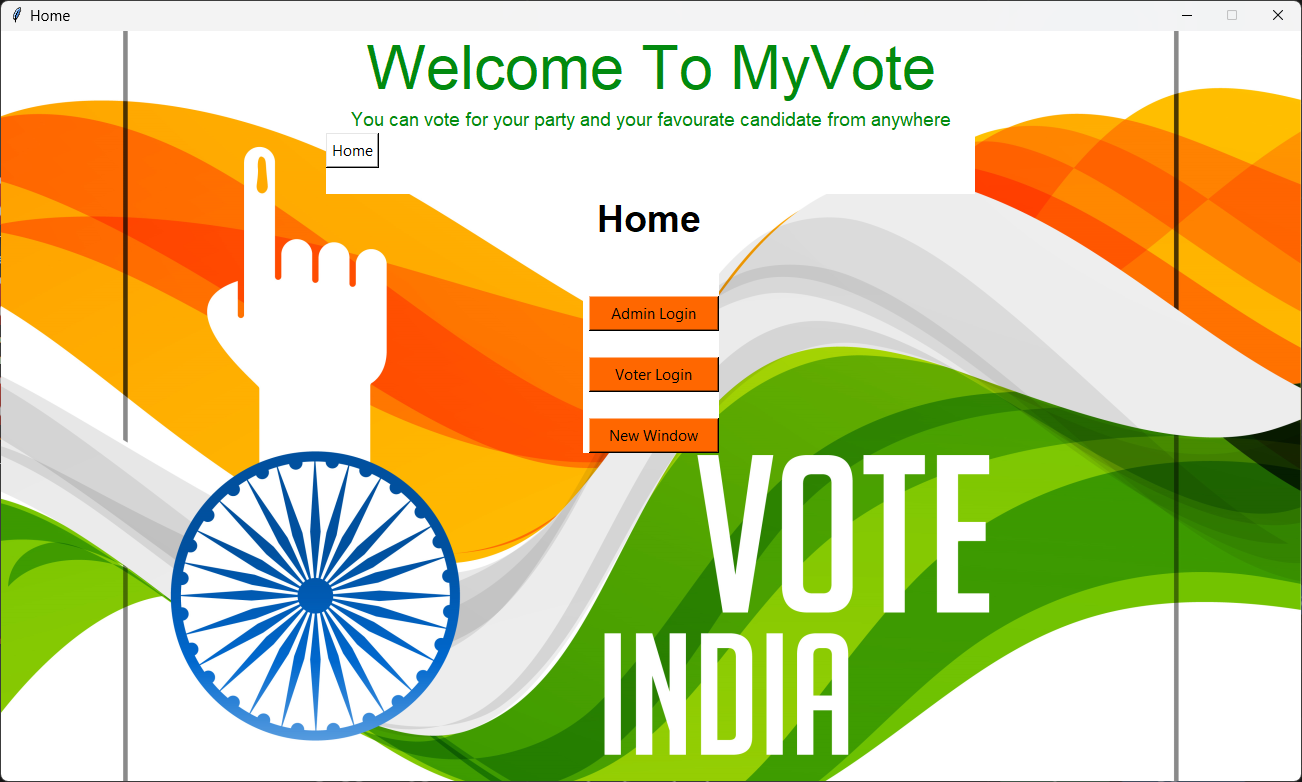 Home
Welcome To MyVote
You can vote for your party and your favourate candidate from anywhere
Home
Home
Admin Login
Voter Login
New Window
VOTE
INDIA